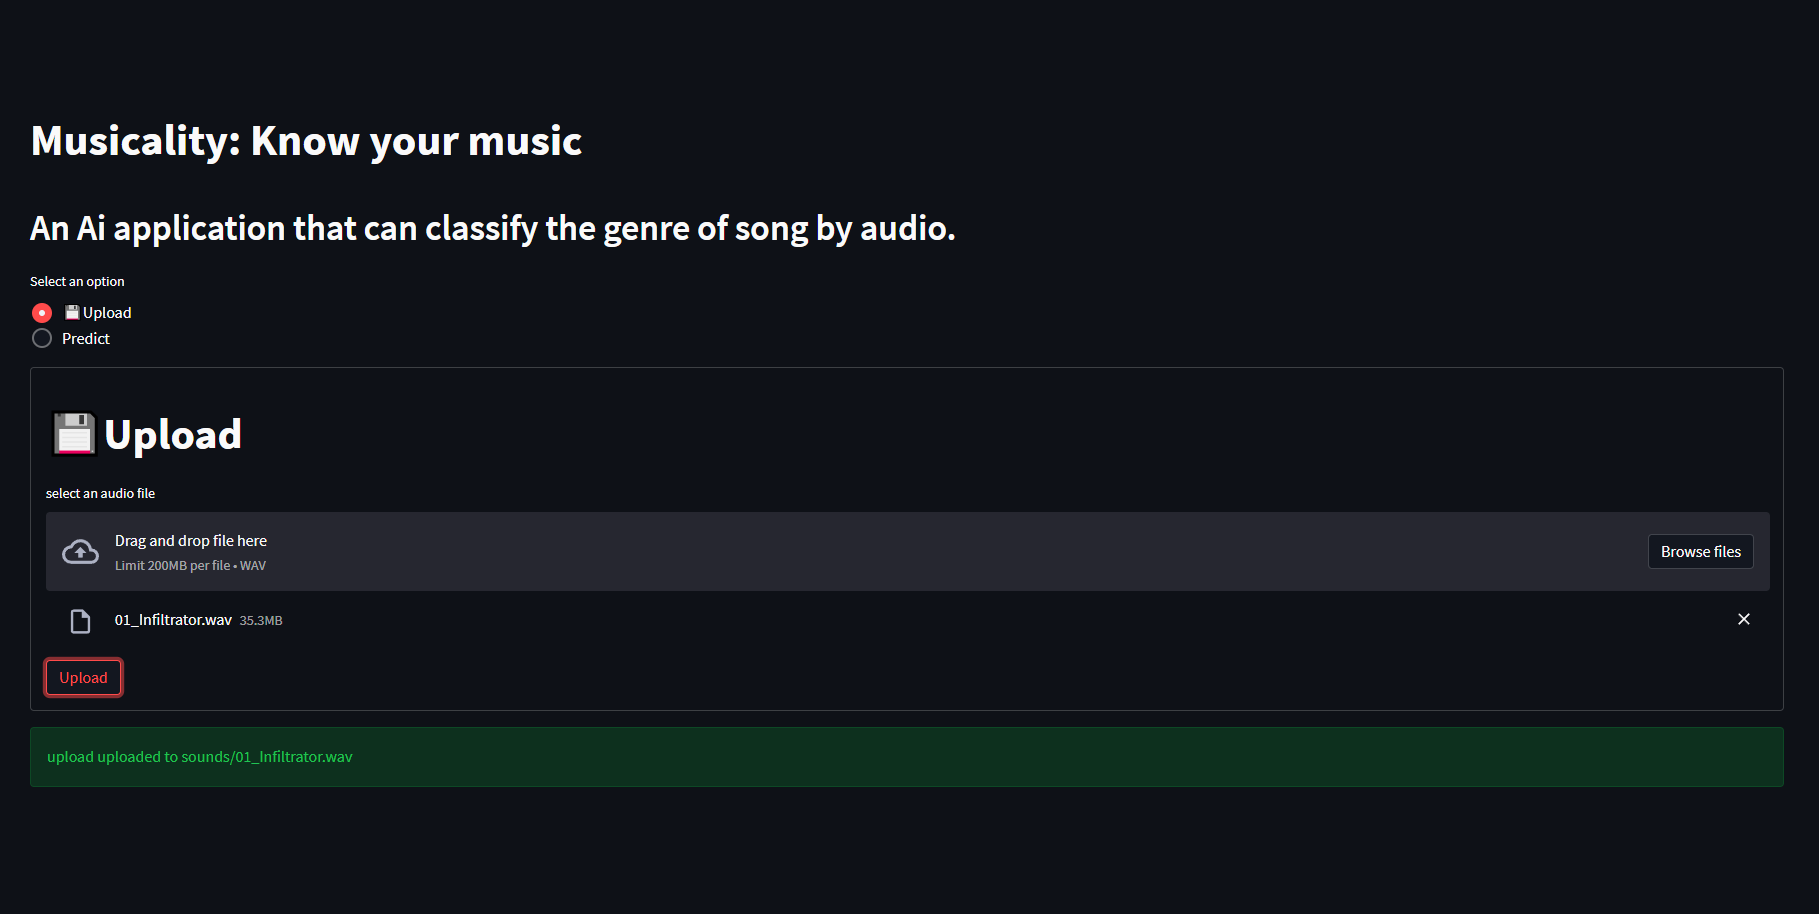 Musicality: Know your music
An Ai application that can classify the genre of song by audio.
Select an option
💾Upload
Predict
💾Upload
select an audio file
Drag and drop file here
Limit 200MB per file • WAV
Browse files
01_Infiltrator.wav 35.3MB
Upload
upload uploaded to sounds/01_Infiltrator.wav